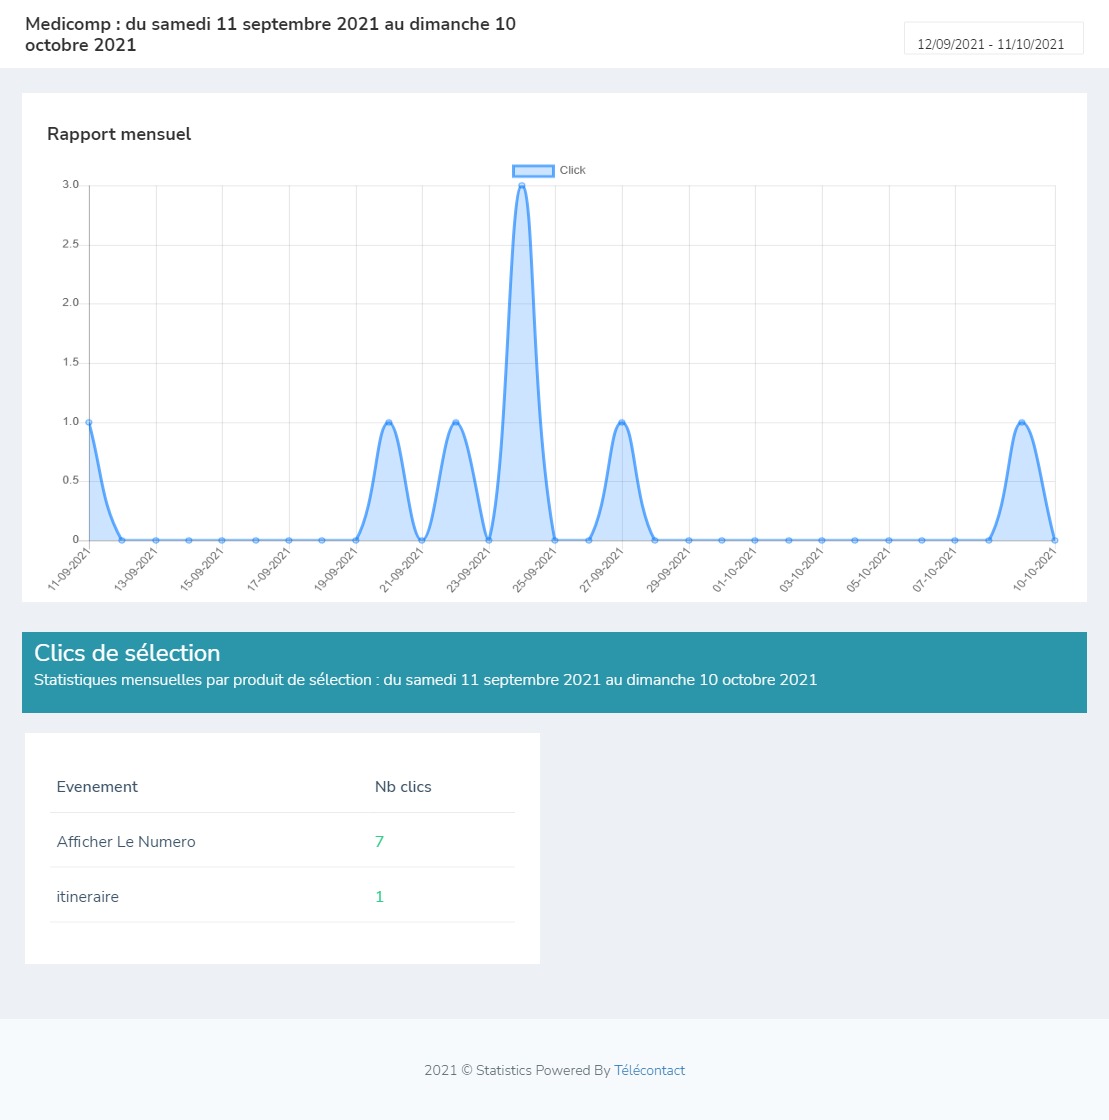 Medicomp : du samedi 11 septembre 2021 au dimanche 10
octobre 2021
12/09/2021 - 11/10/2021
Rapport mensuel
Click
3.0
2.5
2.0
1.5
1.0
0.5
0
11-09-2021
13-09-2021
15-09-2021
17-09-2021
19-09-2021
21-09-2021
23-09-2021
25-09-2021
27-09-2021
29-09-2021
01-10-2021
03-10-2021
05-10-2021
07-10-2021
10-10-2021
Clics de sélection
Statistiques mensuelles par produit de sélection : du samedi 11 septembre 2021 au dimanche 10 octobre 2021
Evenement Nb clics
Afficher Le Numero 7
itineraire 1
2021 © Statistics Powered By Télécontact